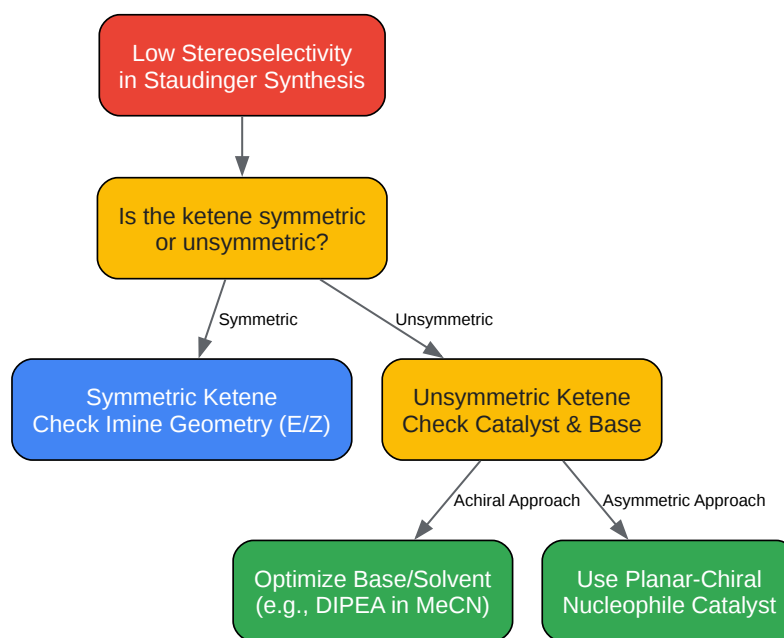 Low Stereoselectivity
in Staudinger Synthesis
Is the ketene symmetric
or unsymmetric?
Symmetric
Unsymmetric
Symmetric Ketene
Check Imine Geometry (E/Z)
Unsymmetric Ketene
Check Catalyst & Base
Achiral Approach
Asymmetric Approach
Optimize Base/Solvent
(e.g., DIPEA in MeCN)
Use Planar-Chiral
Nucleophile Catalyst